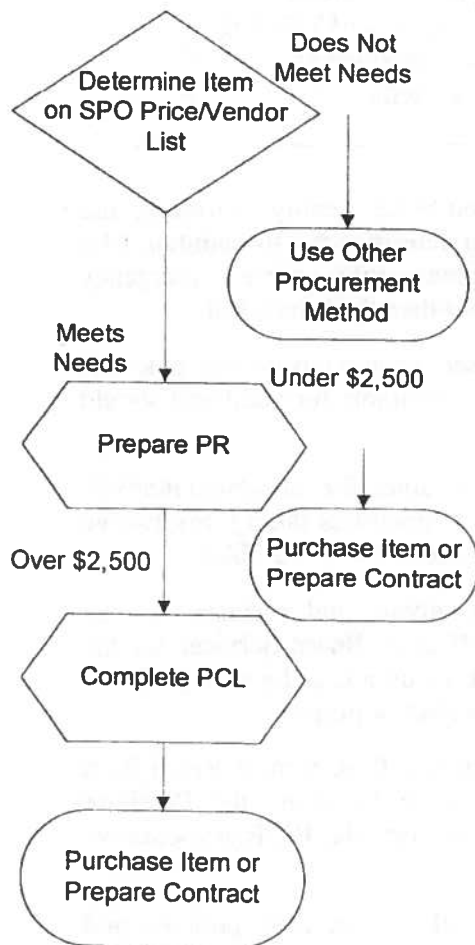 Does Not
Meet Needs
Determine Item
on SPO Price/Vendor
List
Use Other
Procurement
Method
Meets
Needs
Under $2,500
Prepare PR
Over $2,500
Purchase Item or
Prepare Contract
Complete PCL
Purchase Item or
Prepare Contract